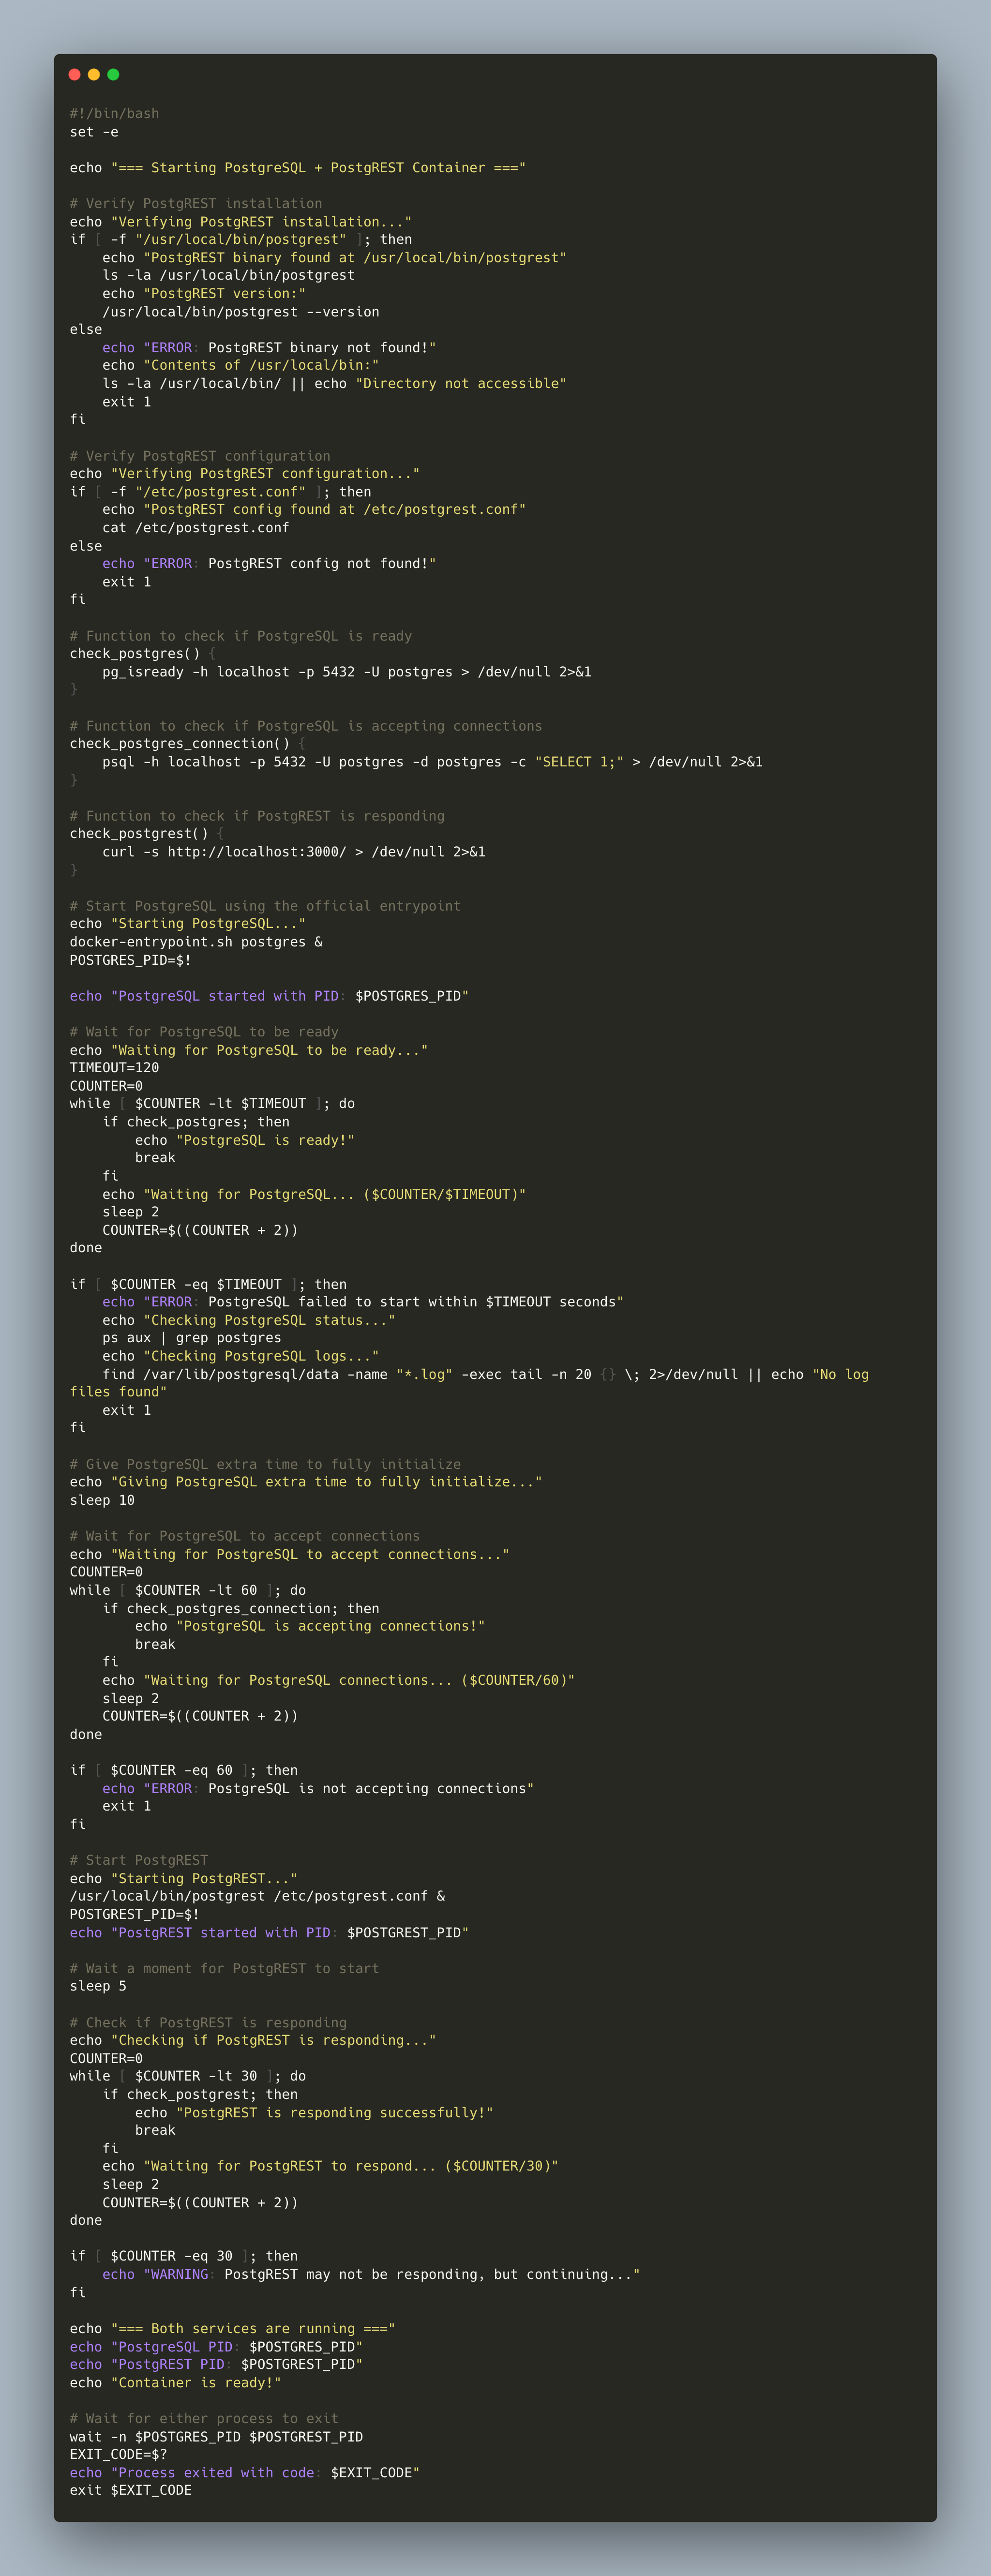 #!/bin/bash
set -e

echo "=== Starting PostgreSQL + PostgREST Container ==="

# Verify PostgREST installation
echo "Verifying PostgREST installation..."
if [ -f "/usr/local/bin/postgrest" ]; then
    echo "PostgREST binary found at /usr/local/bin/postgrest"
    ls -la /usr/local/bin/postgrest
    echo "PostgREST version:"
    /usr/local/bin/postgrest --version
else
    echo "ERROR: PostgREST binary not found!"
    echo "Contents of /usr/local/bin:"
    ls -la /usr/local/bin/ || echo "Directory not accessible"
    exit 1
fi

# Verify PostgREST configuration
echo "Verifying PostgREST configuration..."
if [ -f "/etc/postgrest.conf" ]; then
    echo "PostgREST config found at /etc/postgrest.conf"
    cat /etc/postgrest.conf
else
    echo "ERROR: PostgREST config not found!"
    exit 1
fi

# Function to check if PostgreSQL is ready
check_postgres() {
    pg_isready -h localhost -p 5432 -U postgres > /dev/null 2>&1
}

# Function to check if PostgreSQL is accepting connections
check_postgres_connection() {
    psql -h localhost -p 5432 -U postgres -d postgres -c "SELECT 1;" > /dev/null 2>&1
}

# Function to check if PostgREST is responding
check_postgrest() {
    curl -s http://localhost:3000/ > /dev/null 2>&1
}

# Start PostgreSQL using the official entrypoint
echo "Starting PostgreSQL..."
docker-entrypoint.sh postgres &
POSTGRES_PID=$!

echo "PostgreSQL started with PID: $POSTGRES_PID"

# Wait for PostgreSQL to be ready
echo "Waiting for PostgreSQL to be ready..."
TIMEOUT=120
COUNTER=0
while [ $COUNTER -lt $TIMEOUT ]; do
    if check_postgres; then
        echo "PostgreSQL is ready!"
        break
    fi
    echo "Waiting for PostgreSQL... ($COUNTER/$TIMEOUT)"
    sleep 2
    COUNTER=$((COUNTER + 2))
done

if [ $COUNTER -eq $TIMEOUT ]; then
    echo "ERROR: PostgreSQL failed to start within $TIMEOUT seconds"
    echo "Checking PostgreSQL status..."
    ps aux | grep postgres
    echo "Checking PostgreSQL logs..."
    find /var/lib/postgresql/data -name "*.log" -exec tail -n 20 {} \; 2>/dev/null || echo "No log
files found"
    exit 1
fi

# Give PostgreSQL extra time to fully initialize
echo "Giving PostgreSQL extra time to fully initialize..."
sleep 10

# Wait for PostgreSQL to accept connections
echo "Waiting for PostgreSQL to accept connections..."
COUNTER=0
while [ $COUNTER -lt 60 ]; do
    if check_postgres_connection; then
        echo "PostgreSQL is accepting connections!"
        break
    fi
    echo "Waiting for PostgreSQL connections... ($COUNTER/60)"
    sleep 2
    COUNTER=$((COUNTER + 2))
done

if [ $COUNTER -eq 60 ]; then
    echo "ERROR: PostgreSQL is not accepting connections"
    exit 1
fi

# Start PostgREST
echo "Starting PostgREST..."
/usr/local/bin/postgrest /etc/postgrest.conf &
POSTGREST_PID=$!
echo "PostgREST started with PID: $POSTGREST_PID"

# Wait a moment for PostgREST to start
sleep 5

# Check if PostgREST is responding
echo "Checking if PostgREST is responding..."
COUNTER=0
while [ $COUNTER -lt 30 ]; do
    if check_postgrest; then
        echo "PostgREST is responding successfully!"
        break
    fi
    echo "Waiting for PostgREST to respond... ($COUNTER/30)"
    sleep 2
    COUNTER=$((COUNTER + 2))
done

if [ $COUNTER -eq 30 ]; then
    echo "WARNING: PostgREST may not be responding, but continuing..."
fi

echo "=== Both services are running ==="
echo "PostgreSQL PID: $POSTGRES_PID"
echo "PostgREST PID: $POSTGREST_PID"
echo "Container is ready!"

# Wait for either process to exit
wait -n $POSTGRES_PID $POSTGREST_PID
EXIT_CODE=$?
echo "Process exited with code: $EXIT_CODE"
exit $EXIT_CODE